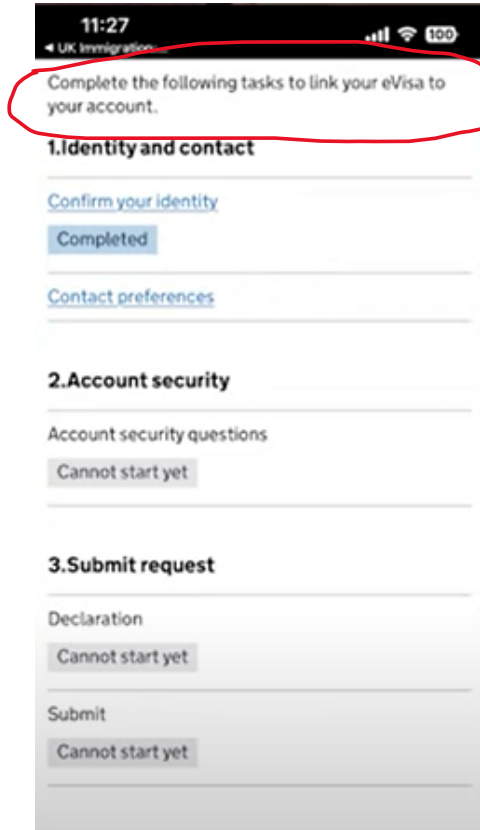 11:27
100
◀ UK Immigration:...
Complete the following tasks to link your eVisa to
your account.
1.Identity and contact
Confirm your identity
Completed
Contact preferences
2.Account security
Account security questions
Cannot start yet
3.Submit request
Declaration
Cannot start yet
Submit
Cannot start yet